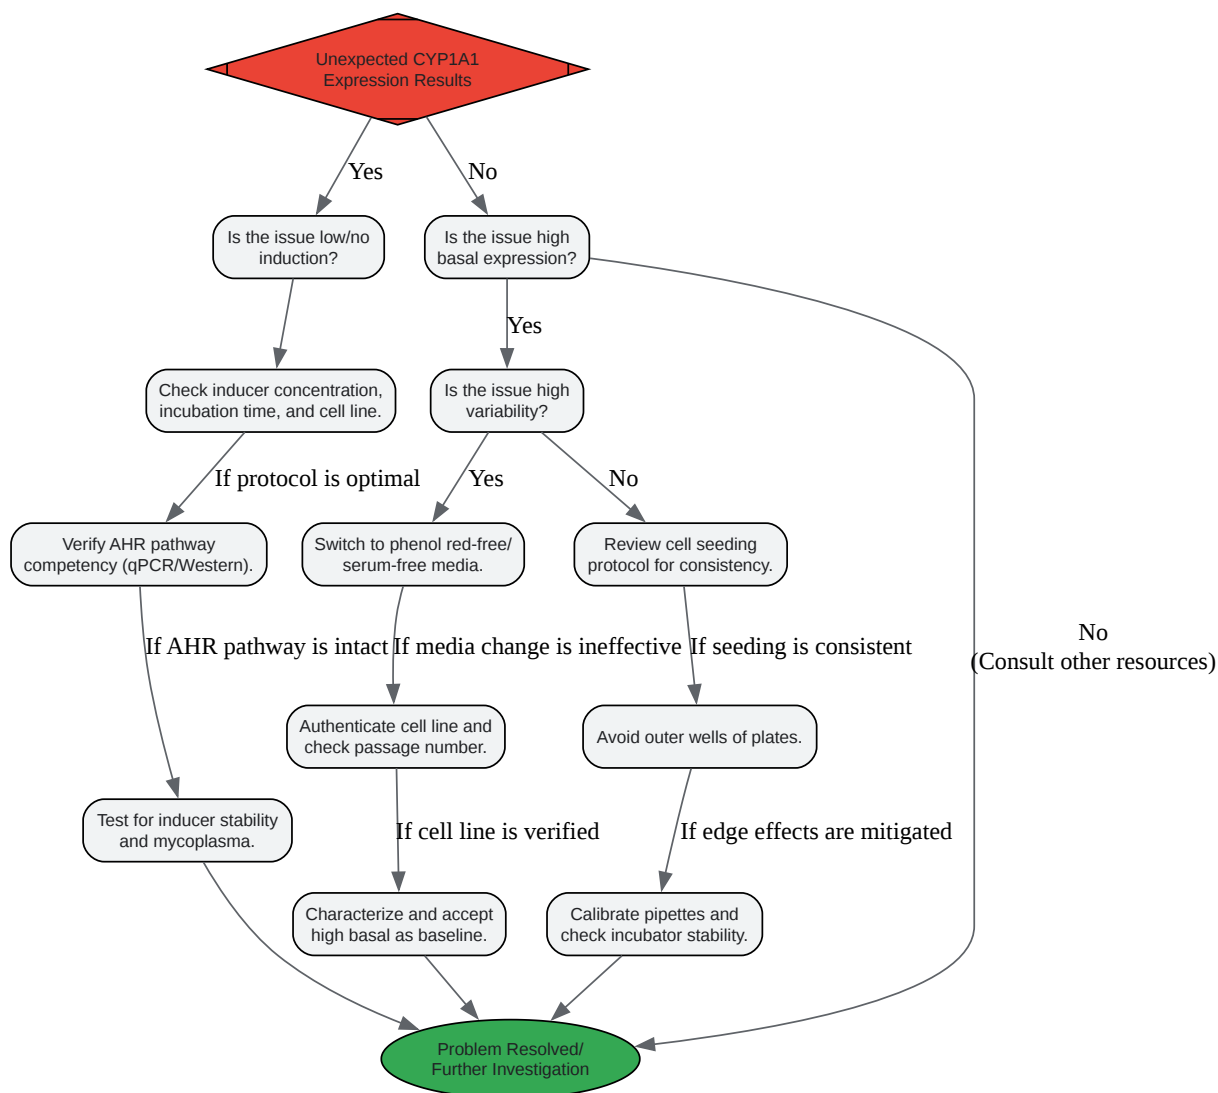 Unexpected CYP1A1
Expression Results
Yes
No
Is the issue low/no
induction?
Is the issue high
basal expression?
Yes
Check inducer concentration,
incubation time, and cell line.
Is the issue high
variability?
If protocol is optimal
Yes
No
Verify AHR pathway
competency (qPCR/Western).
Switch to phenol red-free/
serum-free media.
Review cell seeding
protocol for consistency.
No
(Consult other resources)
If AHR pathway is intact
If media change is ineffective
If seeding is consistent
Authenticate cell line and
check passage number.
Avoid outer wells of plates.
Test for inducer stability
and mycoplasma.
If cell line is verified
If edge effects are mitigated
Characterize and accept
high basal as baseline.
Calibrate pipettes and
check incubator stability.
Problem Resolved/
Further Investigation